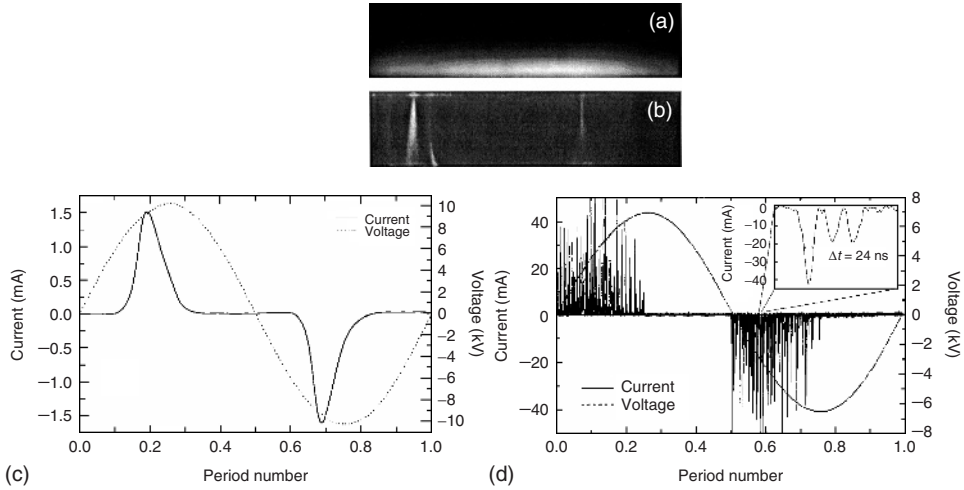 (a)
(b)
1.5
1.0
0.5
0.0
−0.5
−1.0
−1.5
Current (mA)
Current
Voltage
10
8
6
4
2
0
−2
−4
−6
−8
−10
Voltage (kV)
0.0 0.2 0.4 0.6 0.8 1.0
Period number
(c)
40
20
0
−20
−40
Current (mA)
Current
Voltage
0
−10
−20
−30
−40
Current (mA)
Δt = 24 ns
8
6
4
2
0
−2
−4
−6
−8
Voltage (kV)
0.0 0.2 0.4 0.6 0.8 1.0
Period number
(d)